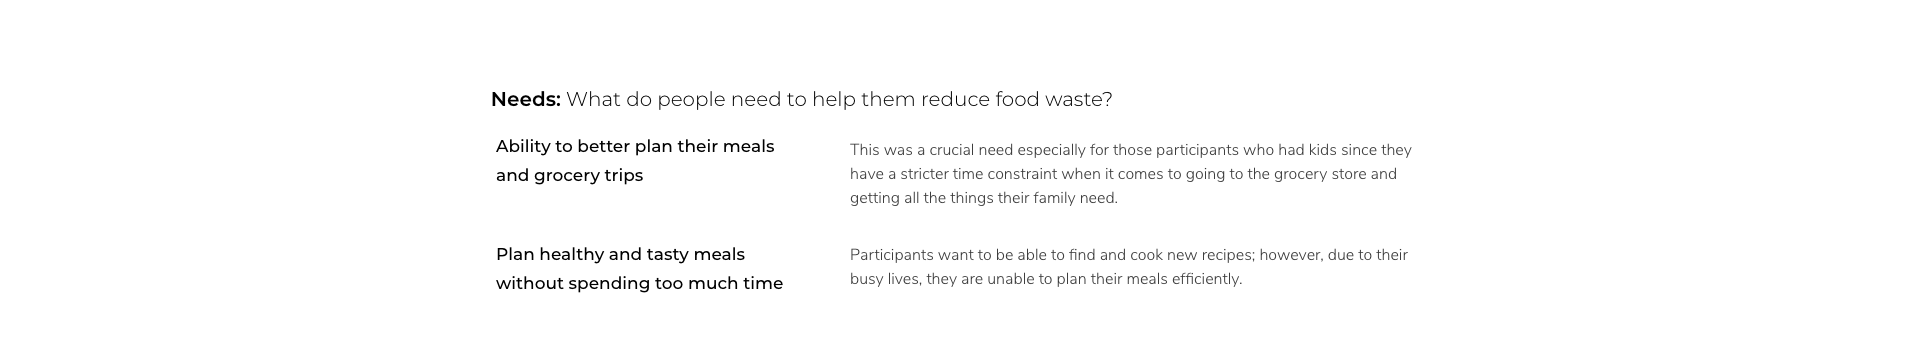 Needs: What do people need to help them reduce food waste?
Ability to better plan their meals
and grocery trips
This was a crucial need especially for those participants who had kids since they
have a stricter time constraint when it comes to going to the grocery store and
getting all the things their family need.
Plan healthy and tasty meals
without spending too much time
Participants want to be able to find and cook new recipes; however, due to their
busy lives, they are unable to plan their meals efficiently.